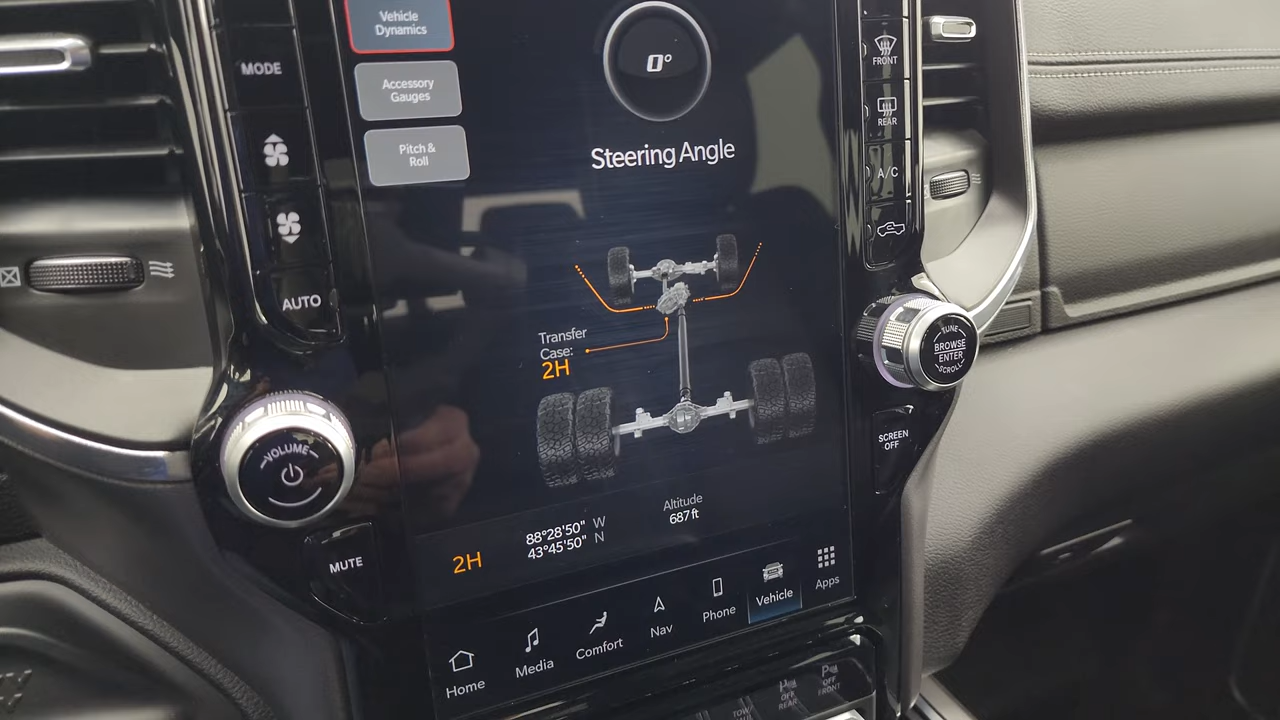 MODE
AUTO
VOLUME
MUTE
Vehicle
Dynamics
Accessory
Gauges
Pitch &
Roll
0°
Steering Angle
Transfer
Case:
2H
2H
88°28'50" W
43°45'50" N
Altitude
687 ft
Home
Media
Comfort
Nav
Phone
Vehicle
Apps
FRONT
REAR
A/C
TUNE
BROWSE
ENTER
SCROLL
SCREEN
OFF
TOW/
OFF
REAR
OFF
FRONT